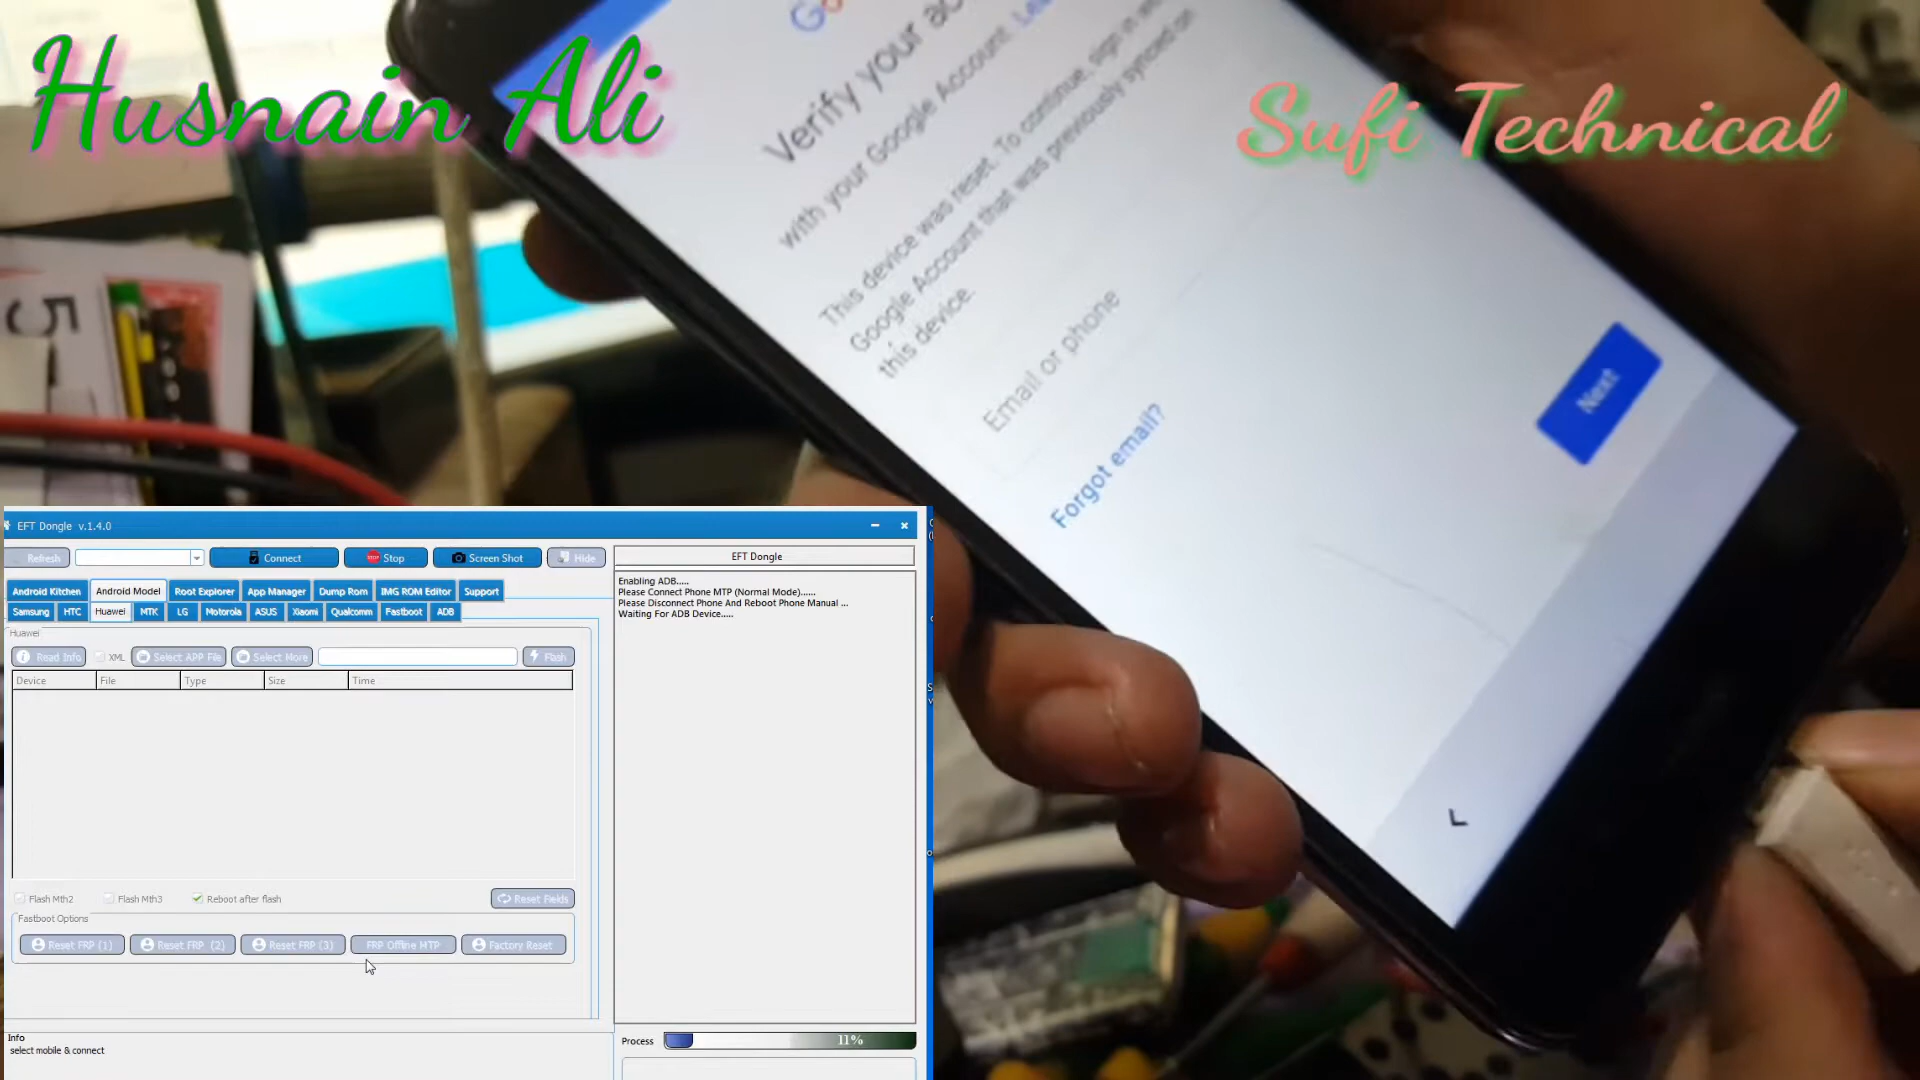 Husnain Ali
Sufi Technical
Verify your
with your Google Account.
This device was reset. To continue, sign in
Google Account that was previously synced on
this device.
Email or phone
Forgot email?
Next
5
EFT Dongle v.1.4.0
Refresh
Connect
Stop
Screen Shot
Hide
Android Kitchen
Android Model
Root Explorer
App Manager
Dump Rom
IMG ROM Editor
Support
Samsung
HTC
Huawei
MTK
LG
Motorola
ASUS
Xiaomi
Qualcomm
Fastboot
ADB
Huawei
Read Info
XML
Select APP File
Select More
Flash
Device
File
Type
Size
Time
Flash Mth2
Flash Mth3
Reboot after flash
Reset Fields
Fastboot Options
Reset FRP (1)
Reset FRP (2)
Reset FRP (3)
FRP Offline MTP
Factory Reset
Info
select mobile & connect
EFT Dongle
Enabling ADB.....
Please Connect Phone MTP (Normal Mode)......
Please Disconnect Phone And Reboot Phone Manual ...
Waiting For ADB Device.....
Process
11%